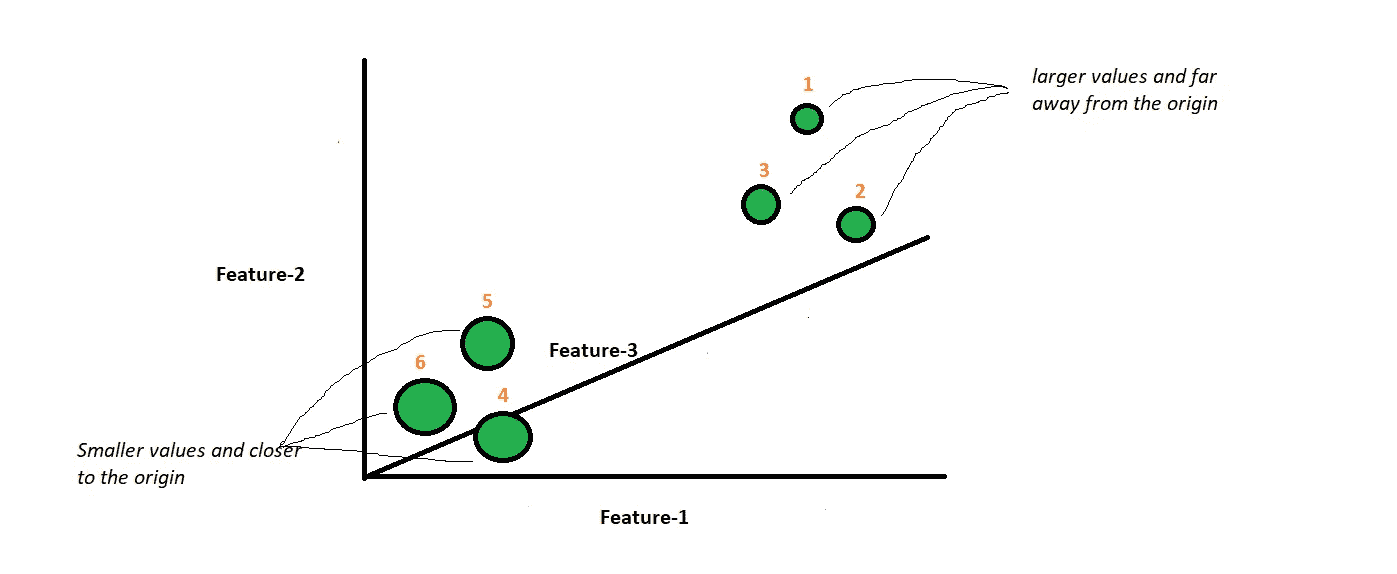 1
larger values and far
away from the origin
3
2
Feature-2
5
Feature-3
6
4
Smaller values and closer
to the origin
Feature-1